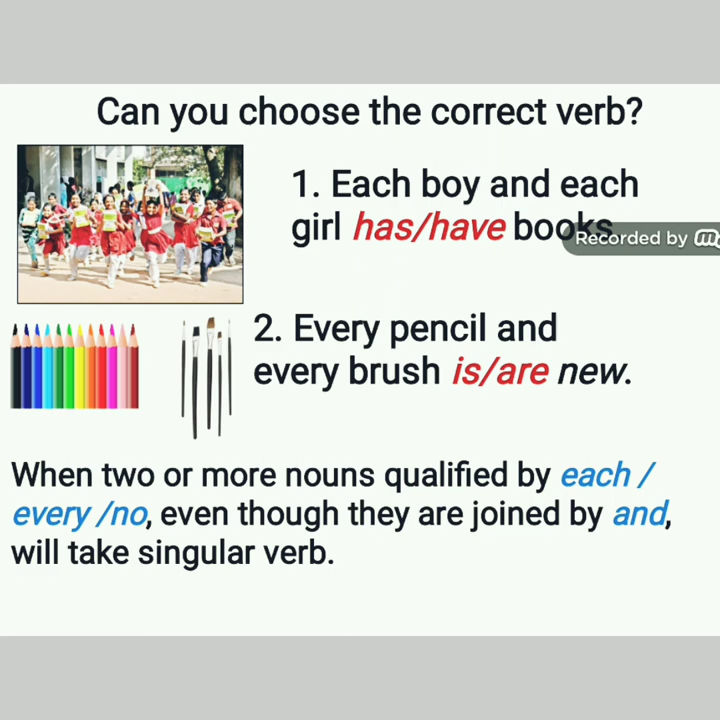 Can you choose the correct verb?
1. Each boy and each
girl has/have books
Recorded by
2. Every pencil and
every brush is/are new.
When two or more nouns qualified by each /
every /no, even though they are joined by and,
will take singular verb.